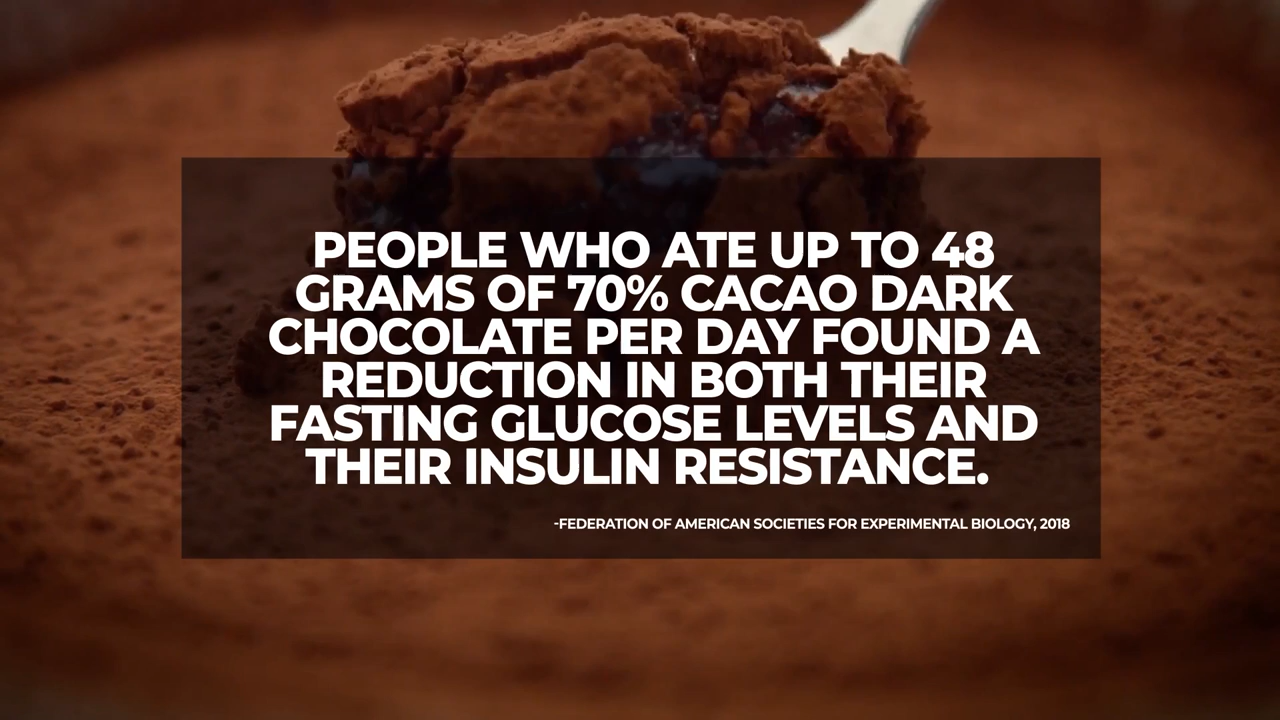 PEOPLE WHO ATE UP TO 48
GRAMS OF 70% CACAO DARK
CHOCOLATE PER DAY FOUND A
REDUCTION IN BOTH THEIR
FASTING GLUCOSE LEVELS AND
THEIR INSULIN RESISTANCE.
-FEDERATION OF AMERICAN SOCIETIES FOR EXPERIMENTAL BIOLOGY, 2018